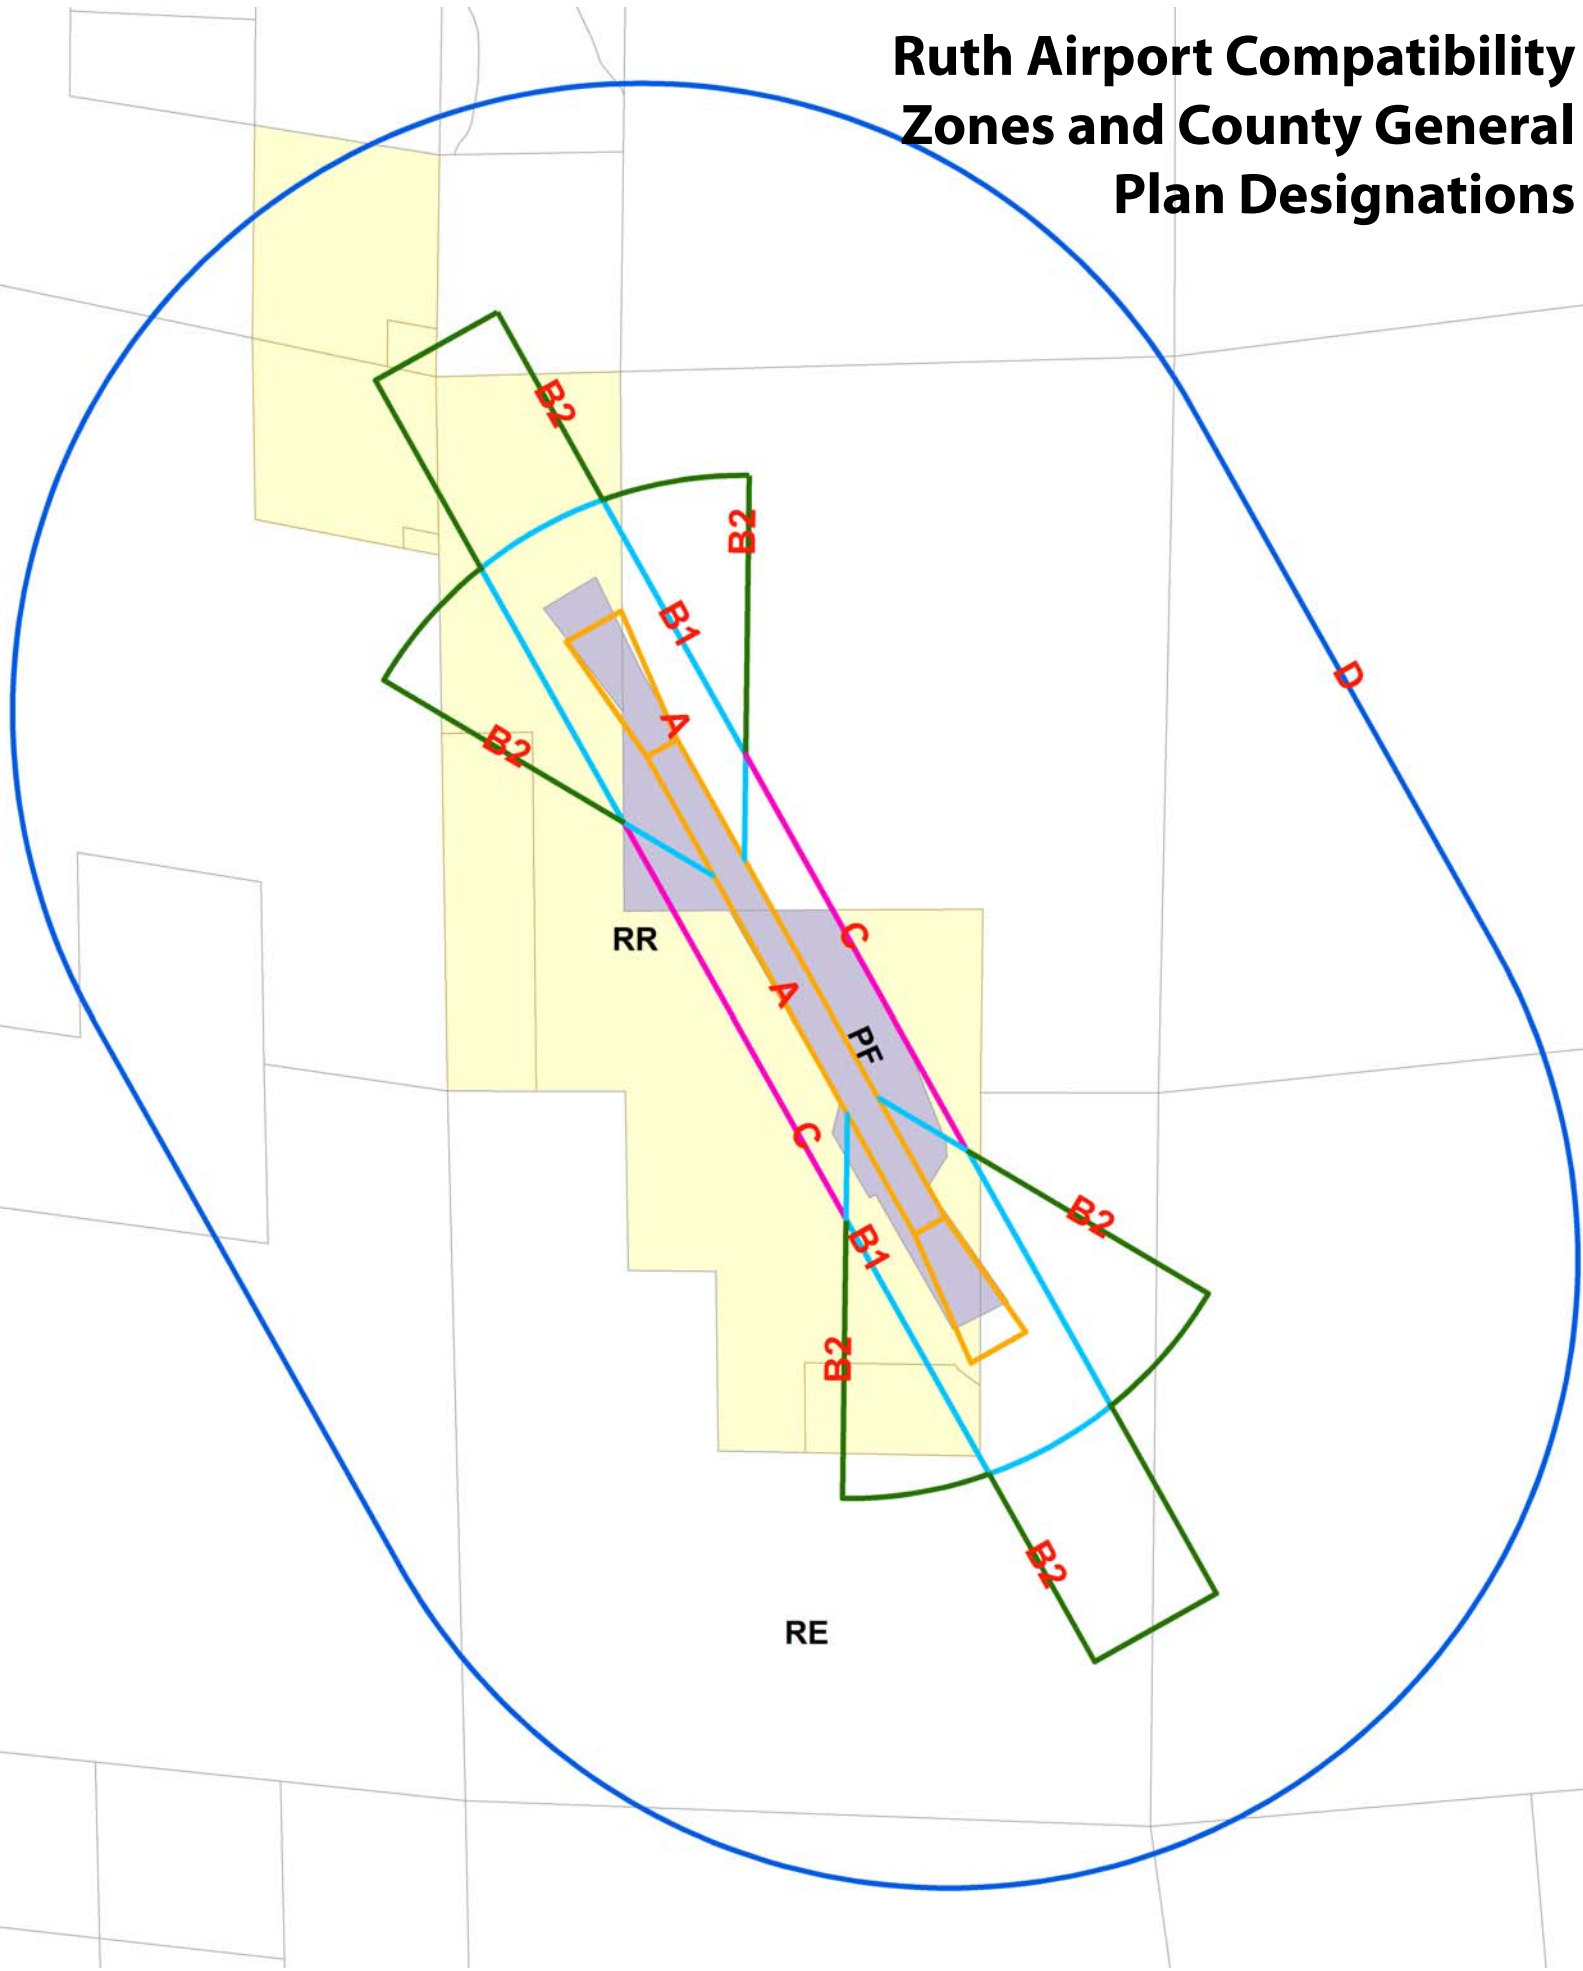 Ruth Airport Compatibility
Zones and County General
Plan Designations
B2
B2
B1
D
A
B2
C
RR
A
PF
C
B2
B1
B2
B2
RE